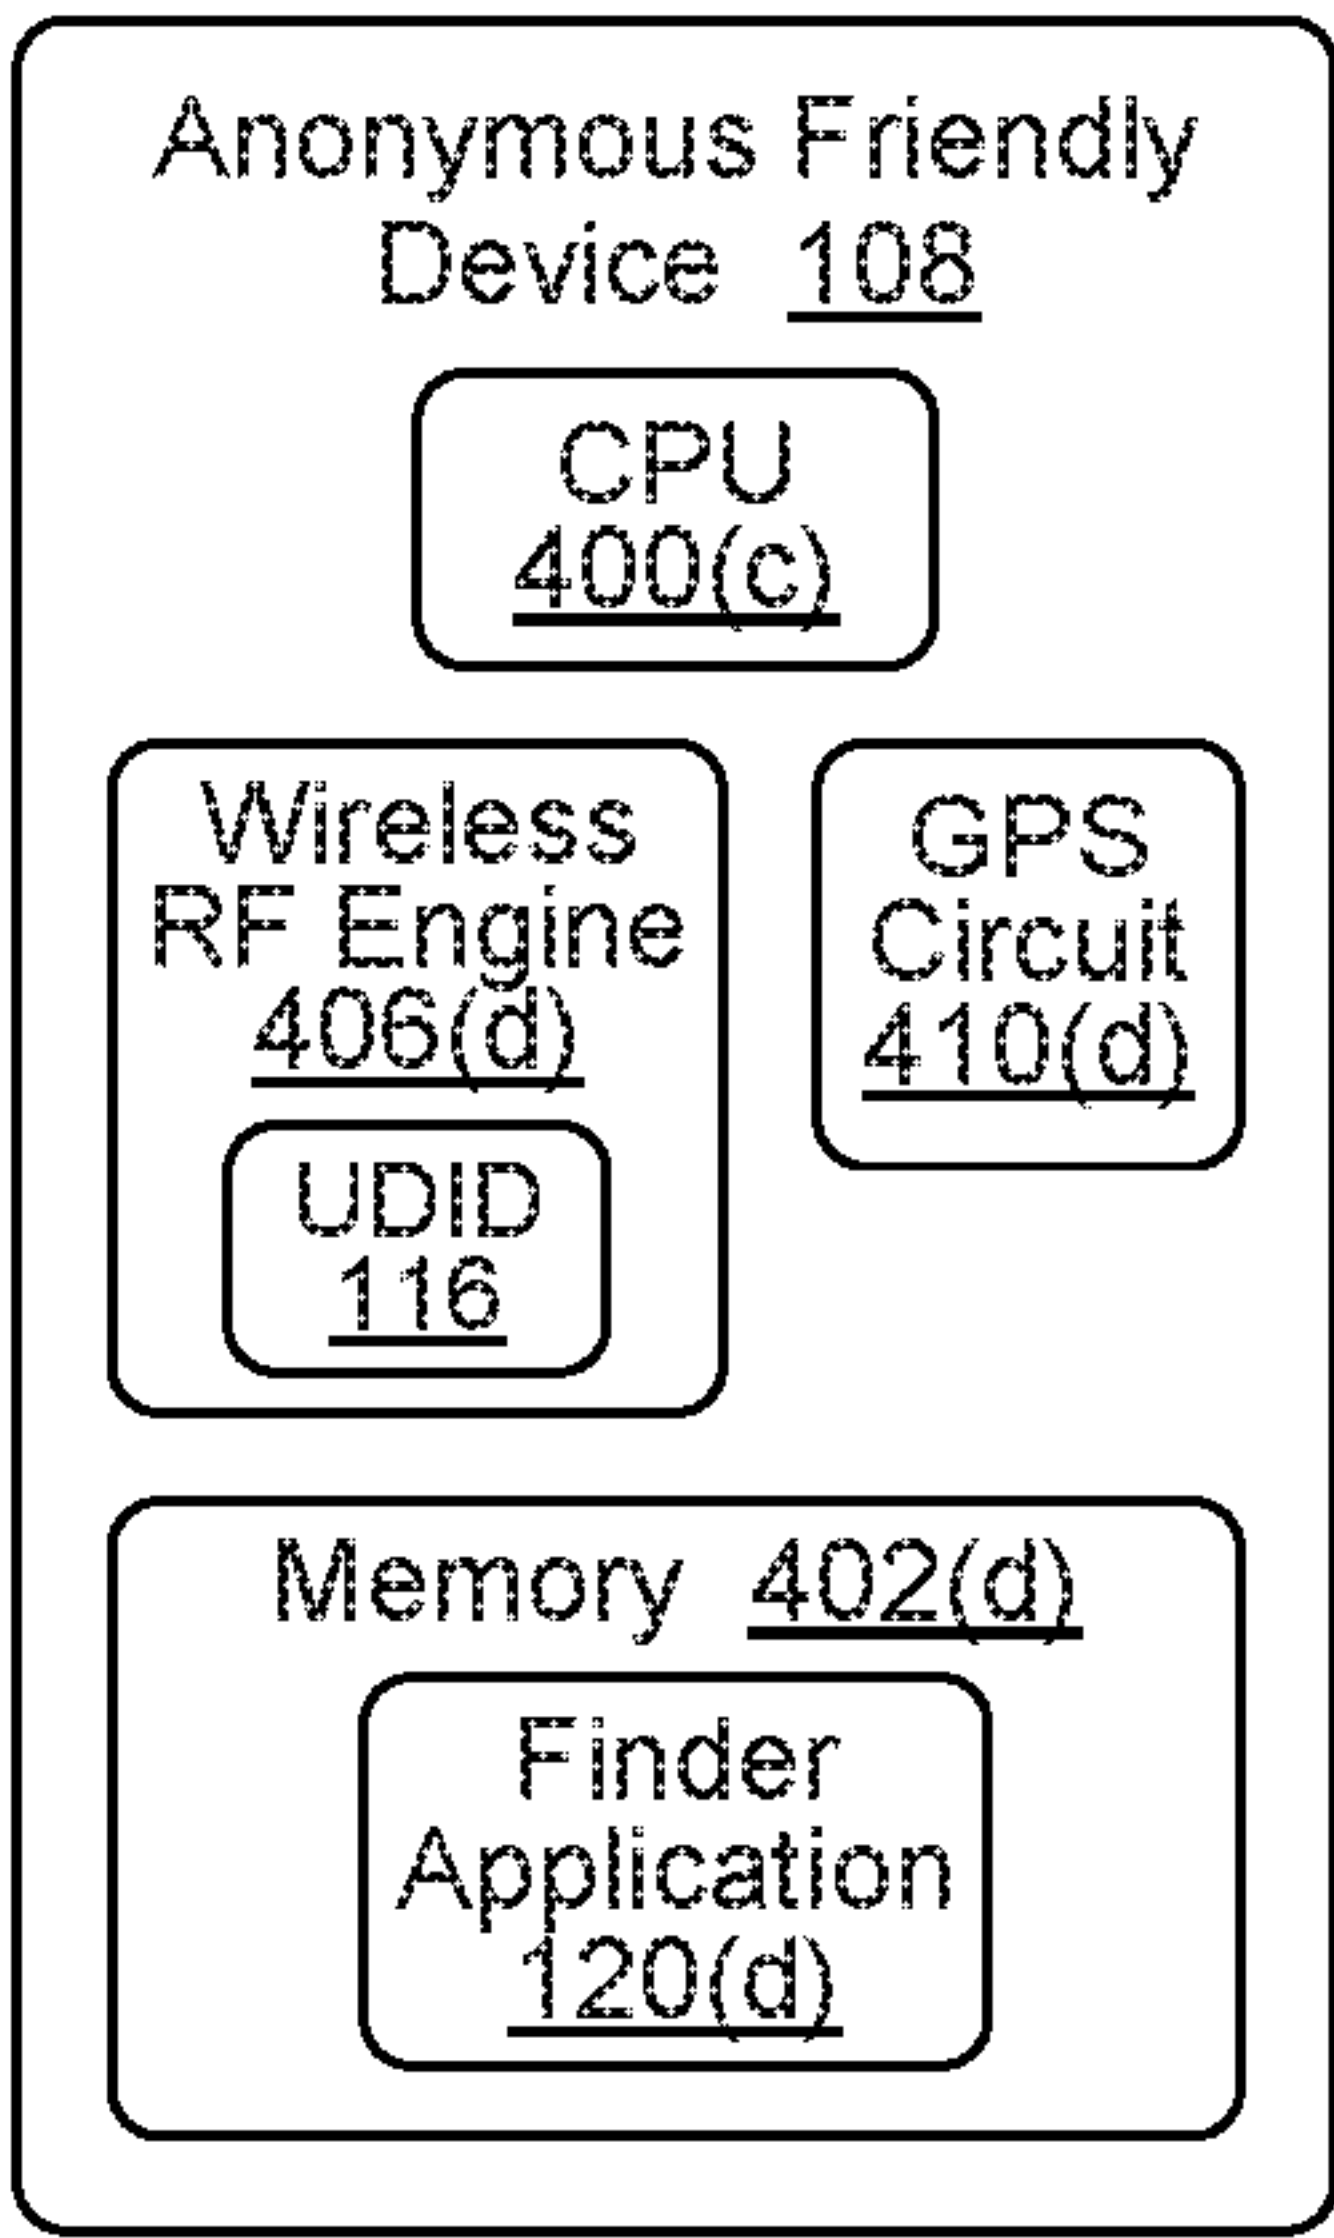 Anonymous Friendly
Device 108
CPU
400(c)
Wireless
RF Engine
406(d)
UDID
116
GPS
Circuit
410(d)
Memory 402(d)
Finder
Application
120(d)